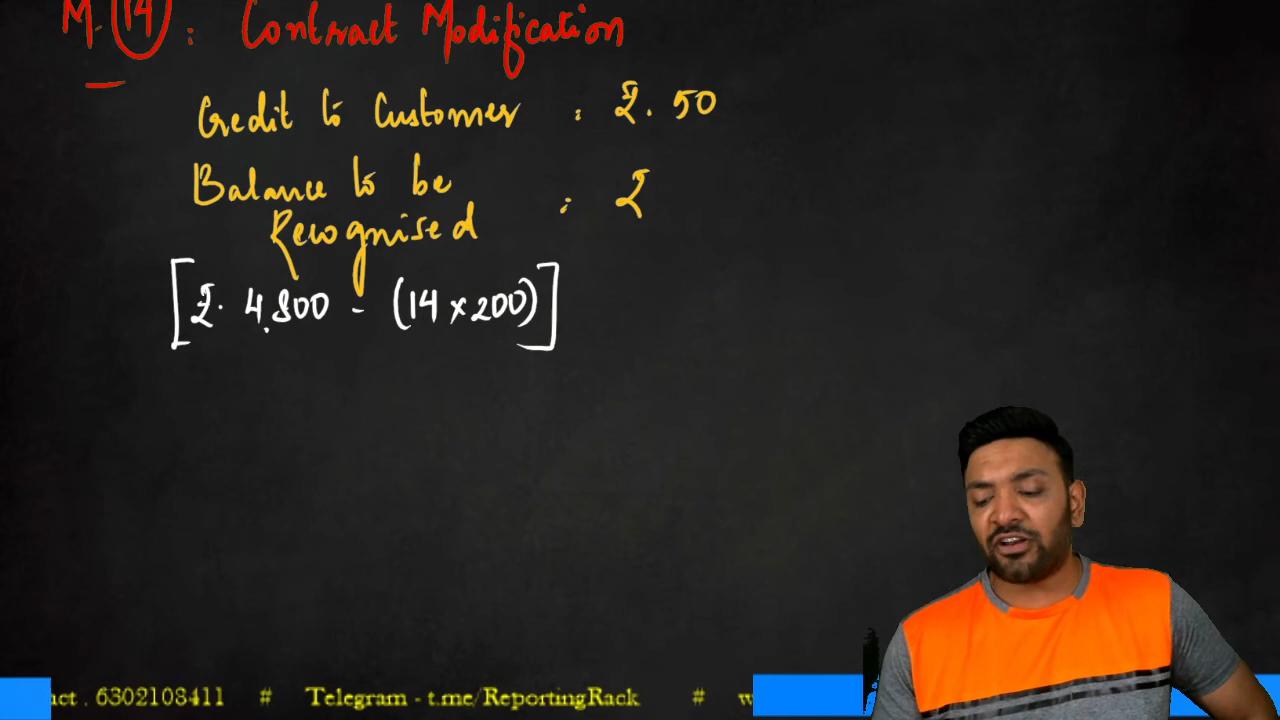 M-14 : Contract Modification
Credit to Customer : ₹. 50
Balance to be
Recognised : ₹
[₹. 4,800 - (14 × 200)]
act . 6302108411 # Telegram - t.me/ReportingRack # w